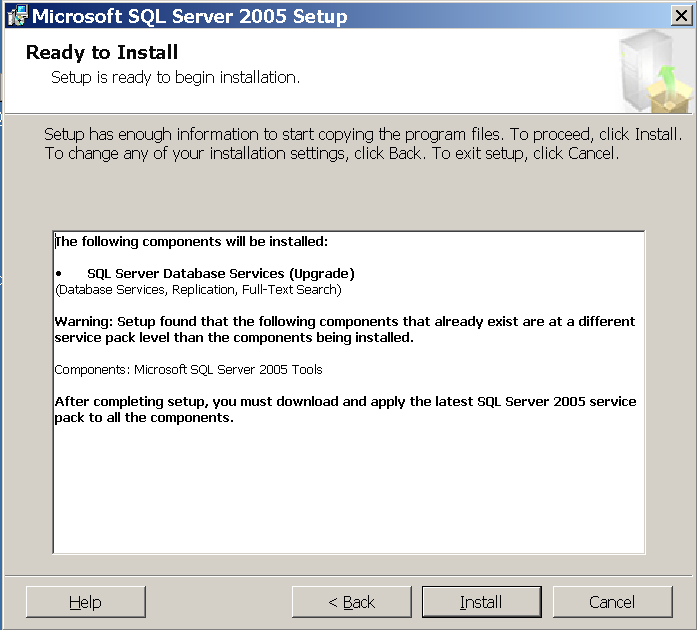 Microsoft SQL Server 2005 Setup
Ready to Install
Setup is ready to begin installation.
Setup has enough information to start copying the program files. To proceed, click Install.
To change any of your installation settings, click Back. To exit setup, click Cancel.
The following components will be installed:
• SQL Server Database Services (Upgrade)
(Database Services, Replication, Full-Text Search)
Warning: Setup found that the following components that already exist are at a different
service pack level than the components being installed.
Components: Microsoft SQL Server 2005 Tools
After completing setup, you must download and apply the latest SQL Server 2005 service
pack to all the components.
Help
< Back
Install
Cancel